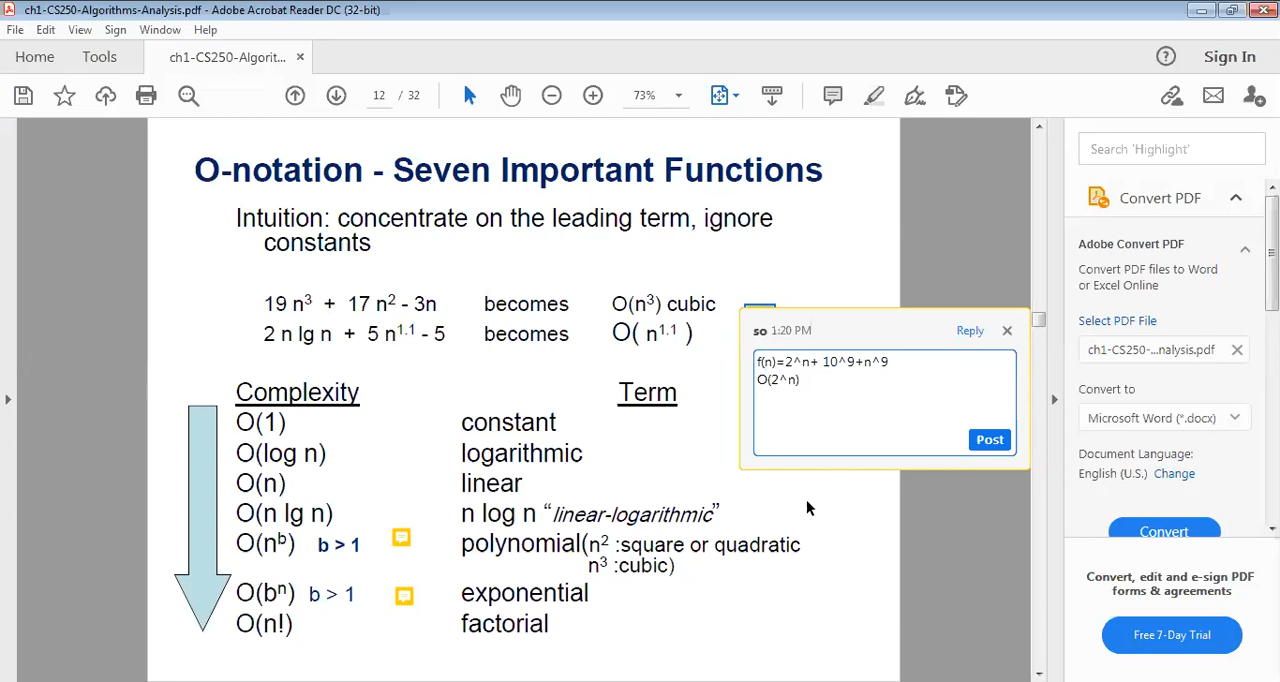 ch1-CS250-Algorithms-Analysis.pdf - Adobe Acrobat Reader DC (32-bit)
File Edit View Sign Window Help
Home Tools ch1-CS250-Algorit... × Sign In
12 / 32 73%
O-notation - Seven Important Functions
Intuition: concentrate on the leading term, ignore
constants
19 n³ + 17 n² - 3n becomes O(n³) cubic
2 n lg n + 5 n^1.1 - 5 becomes O( n^1.1 )
Complexity Term
O(1) constant
O(log n) logarithmic
O(n) linear
O(n lg n) n log n “linear-logarithmic”
O(nᵇ) b > 1 polynomial(n² :square or quadratic
n³ :cubic)
O(bⁿ) b > 1 exponential
O(n!) factorial
so 1:20 PM Reply ×
f(n)=2^n+ 10^9+n^9
O(2^n)
Post
Search 'Highlight'
Convert PDF
Adobe Convert PDF
Convert PDF files to Word
or Excel Online
Select PDF File
ch1-CS250-...nalysis.pdf ×
Convert to
Microsoft Word (*.docx)
Document Language:
English (U.S.) Change
Convert
Convert, edit and e-sign PDF
forms & agreements
Free 7-Day Trial